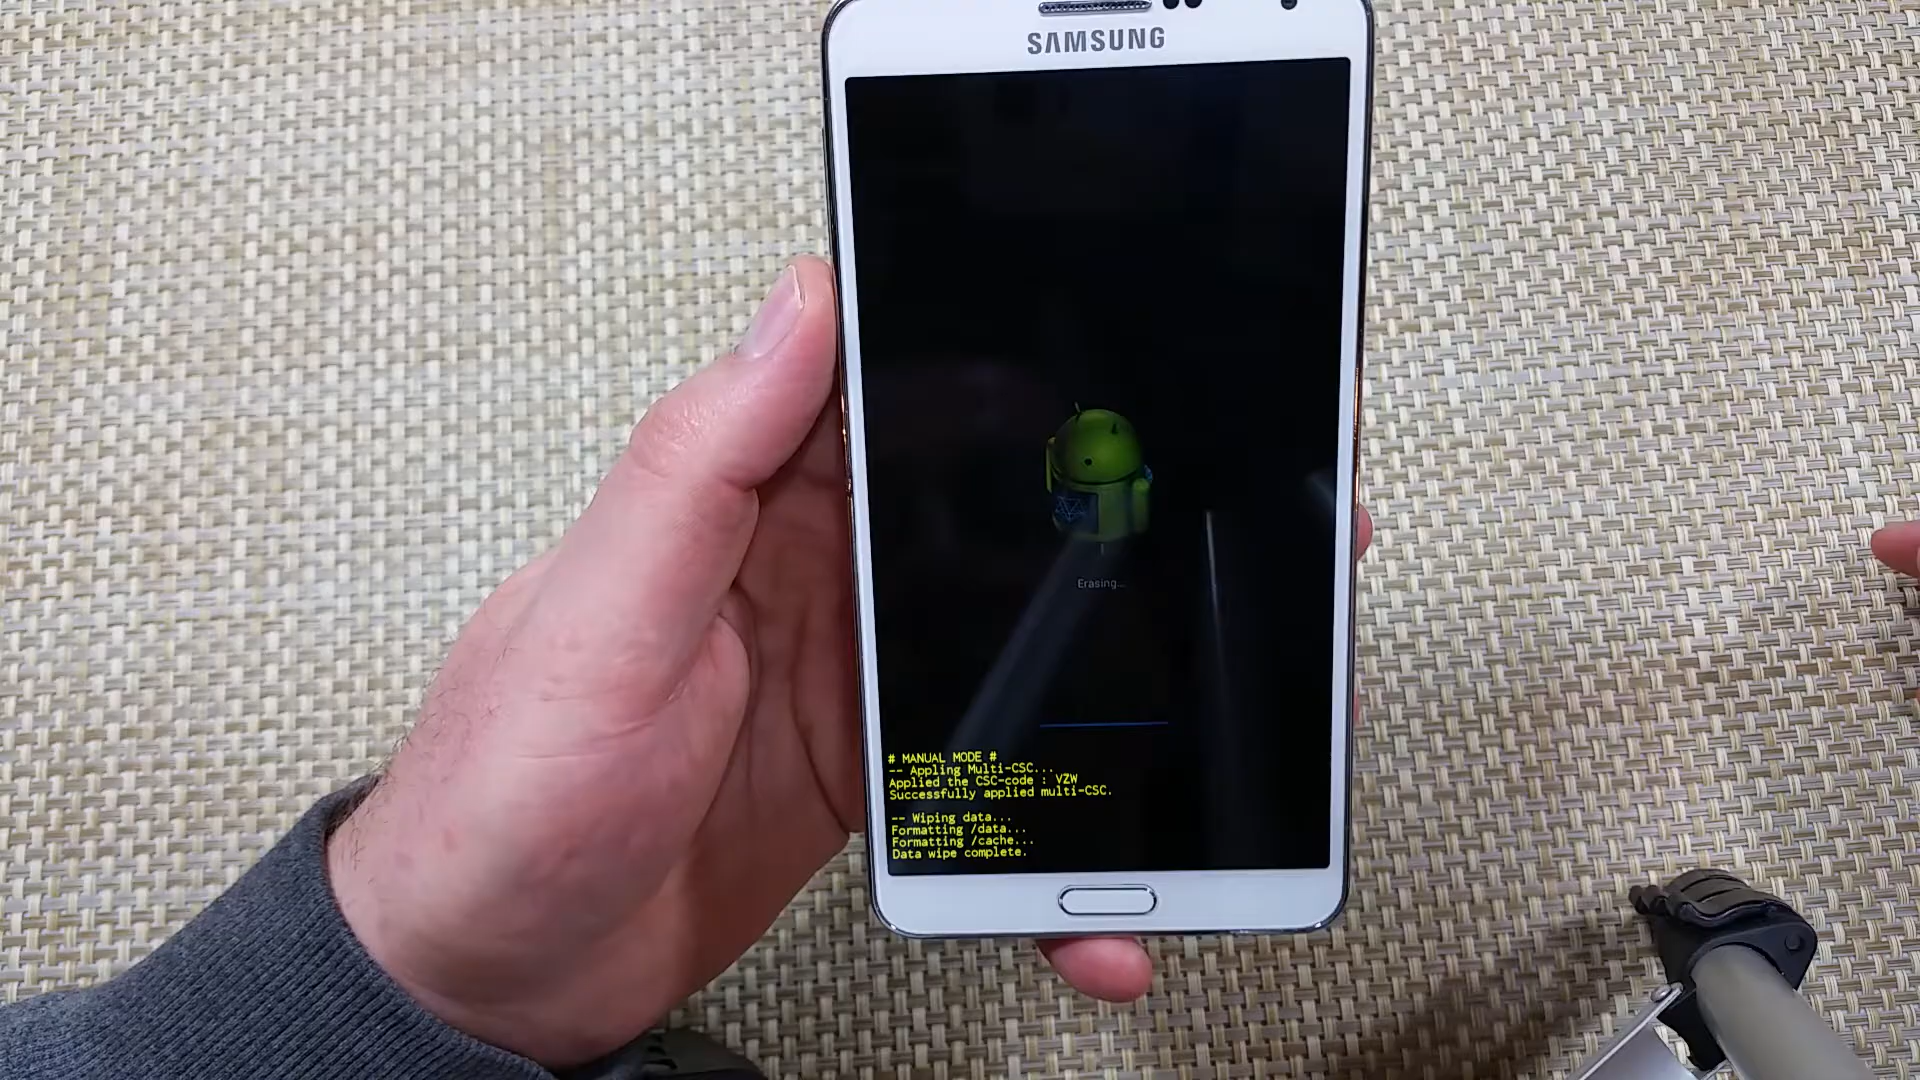 SAMSUNG
Erasing...
# MANUAL MODE #
-- Appling Multi-CSC...
Applied the CSC-code : VZW
Successfully applied multi-CSC.
-- Wiping data...
Formatting /data...
Formatting /cache...
Data wipe complete.